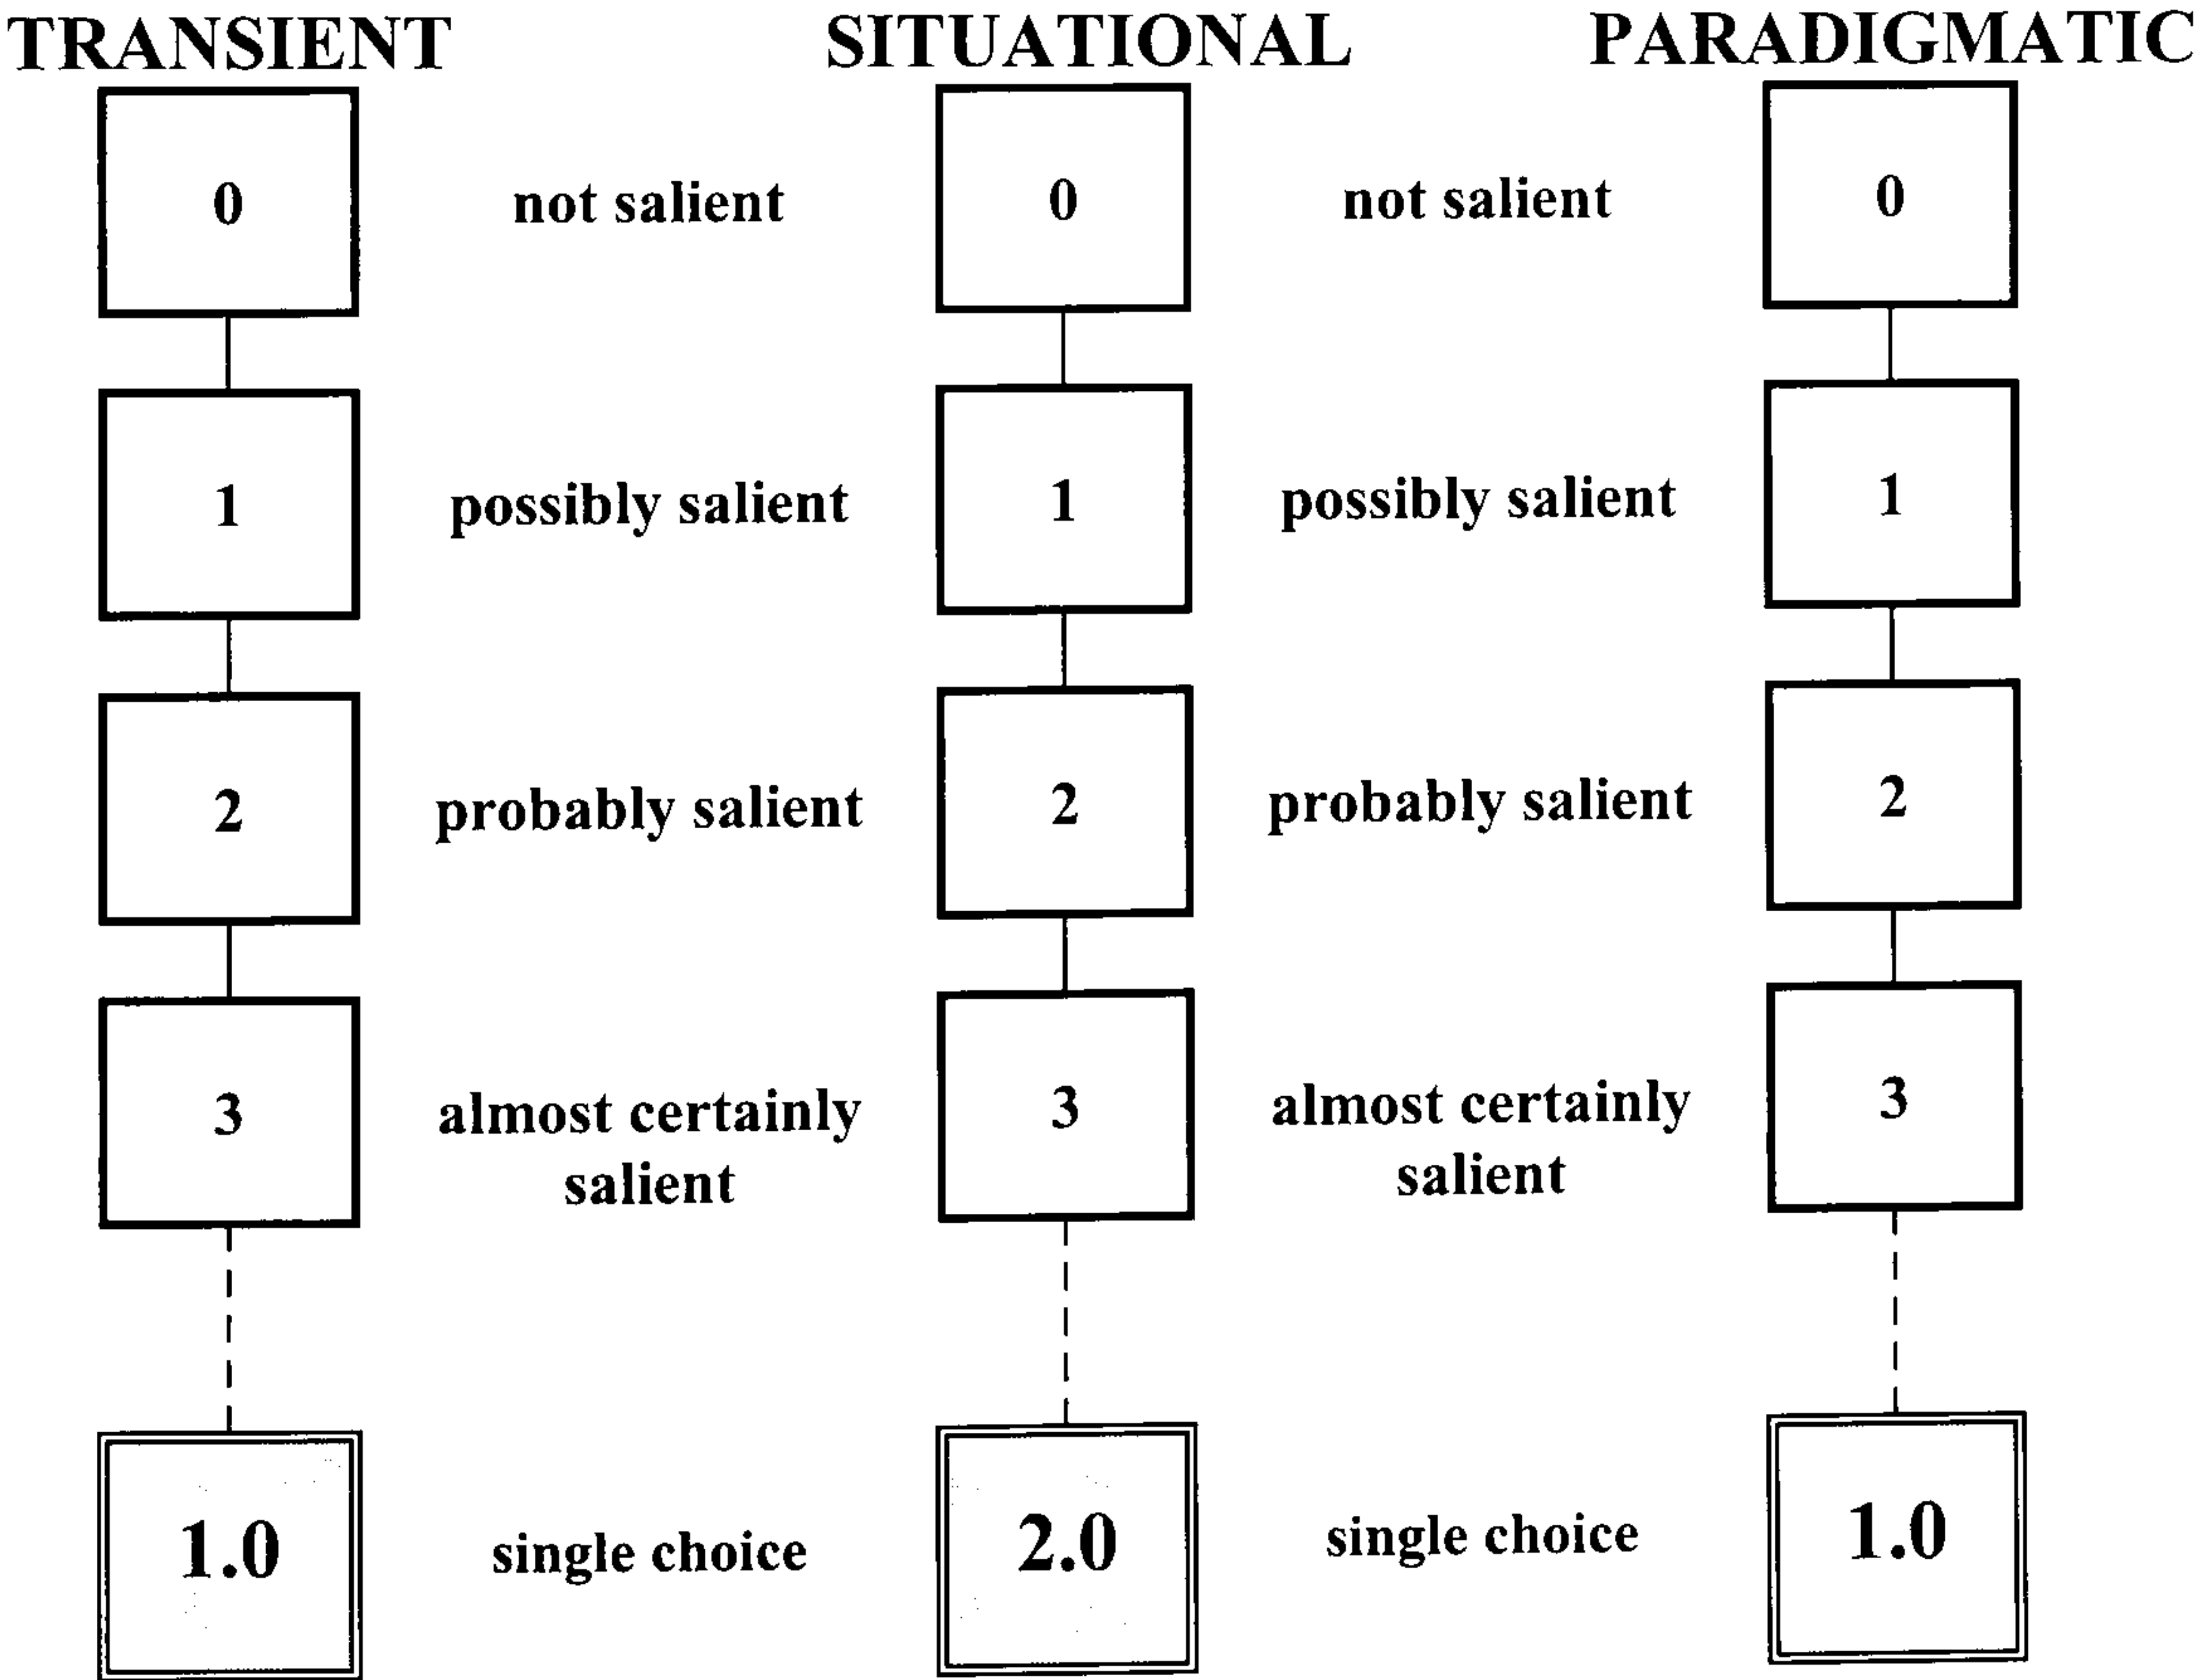 TRANSIENT SITUATIONAL PARADIGMATIC
0 not salient 0 not salient 0
1 possibly salient 1 possibly salient 1
2 probably salient 2 probably salient 2
3 almost certainly 3 almost certainly 3
salient salient
1.0 single choice 2.0 single choice 1.0